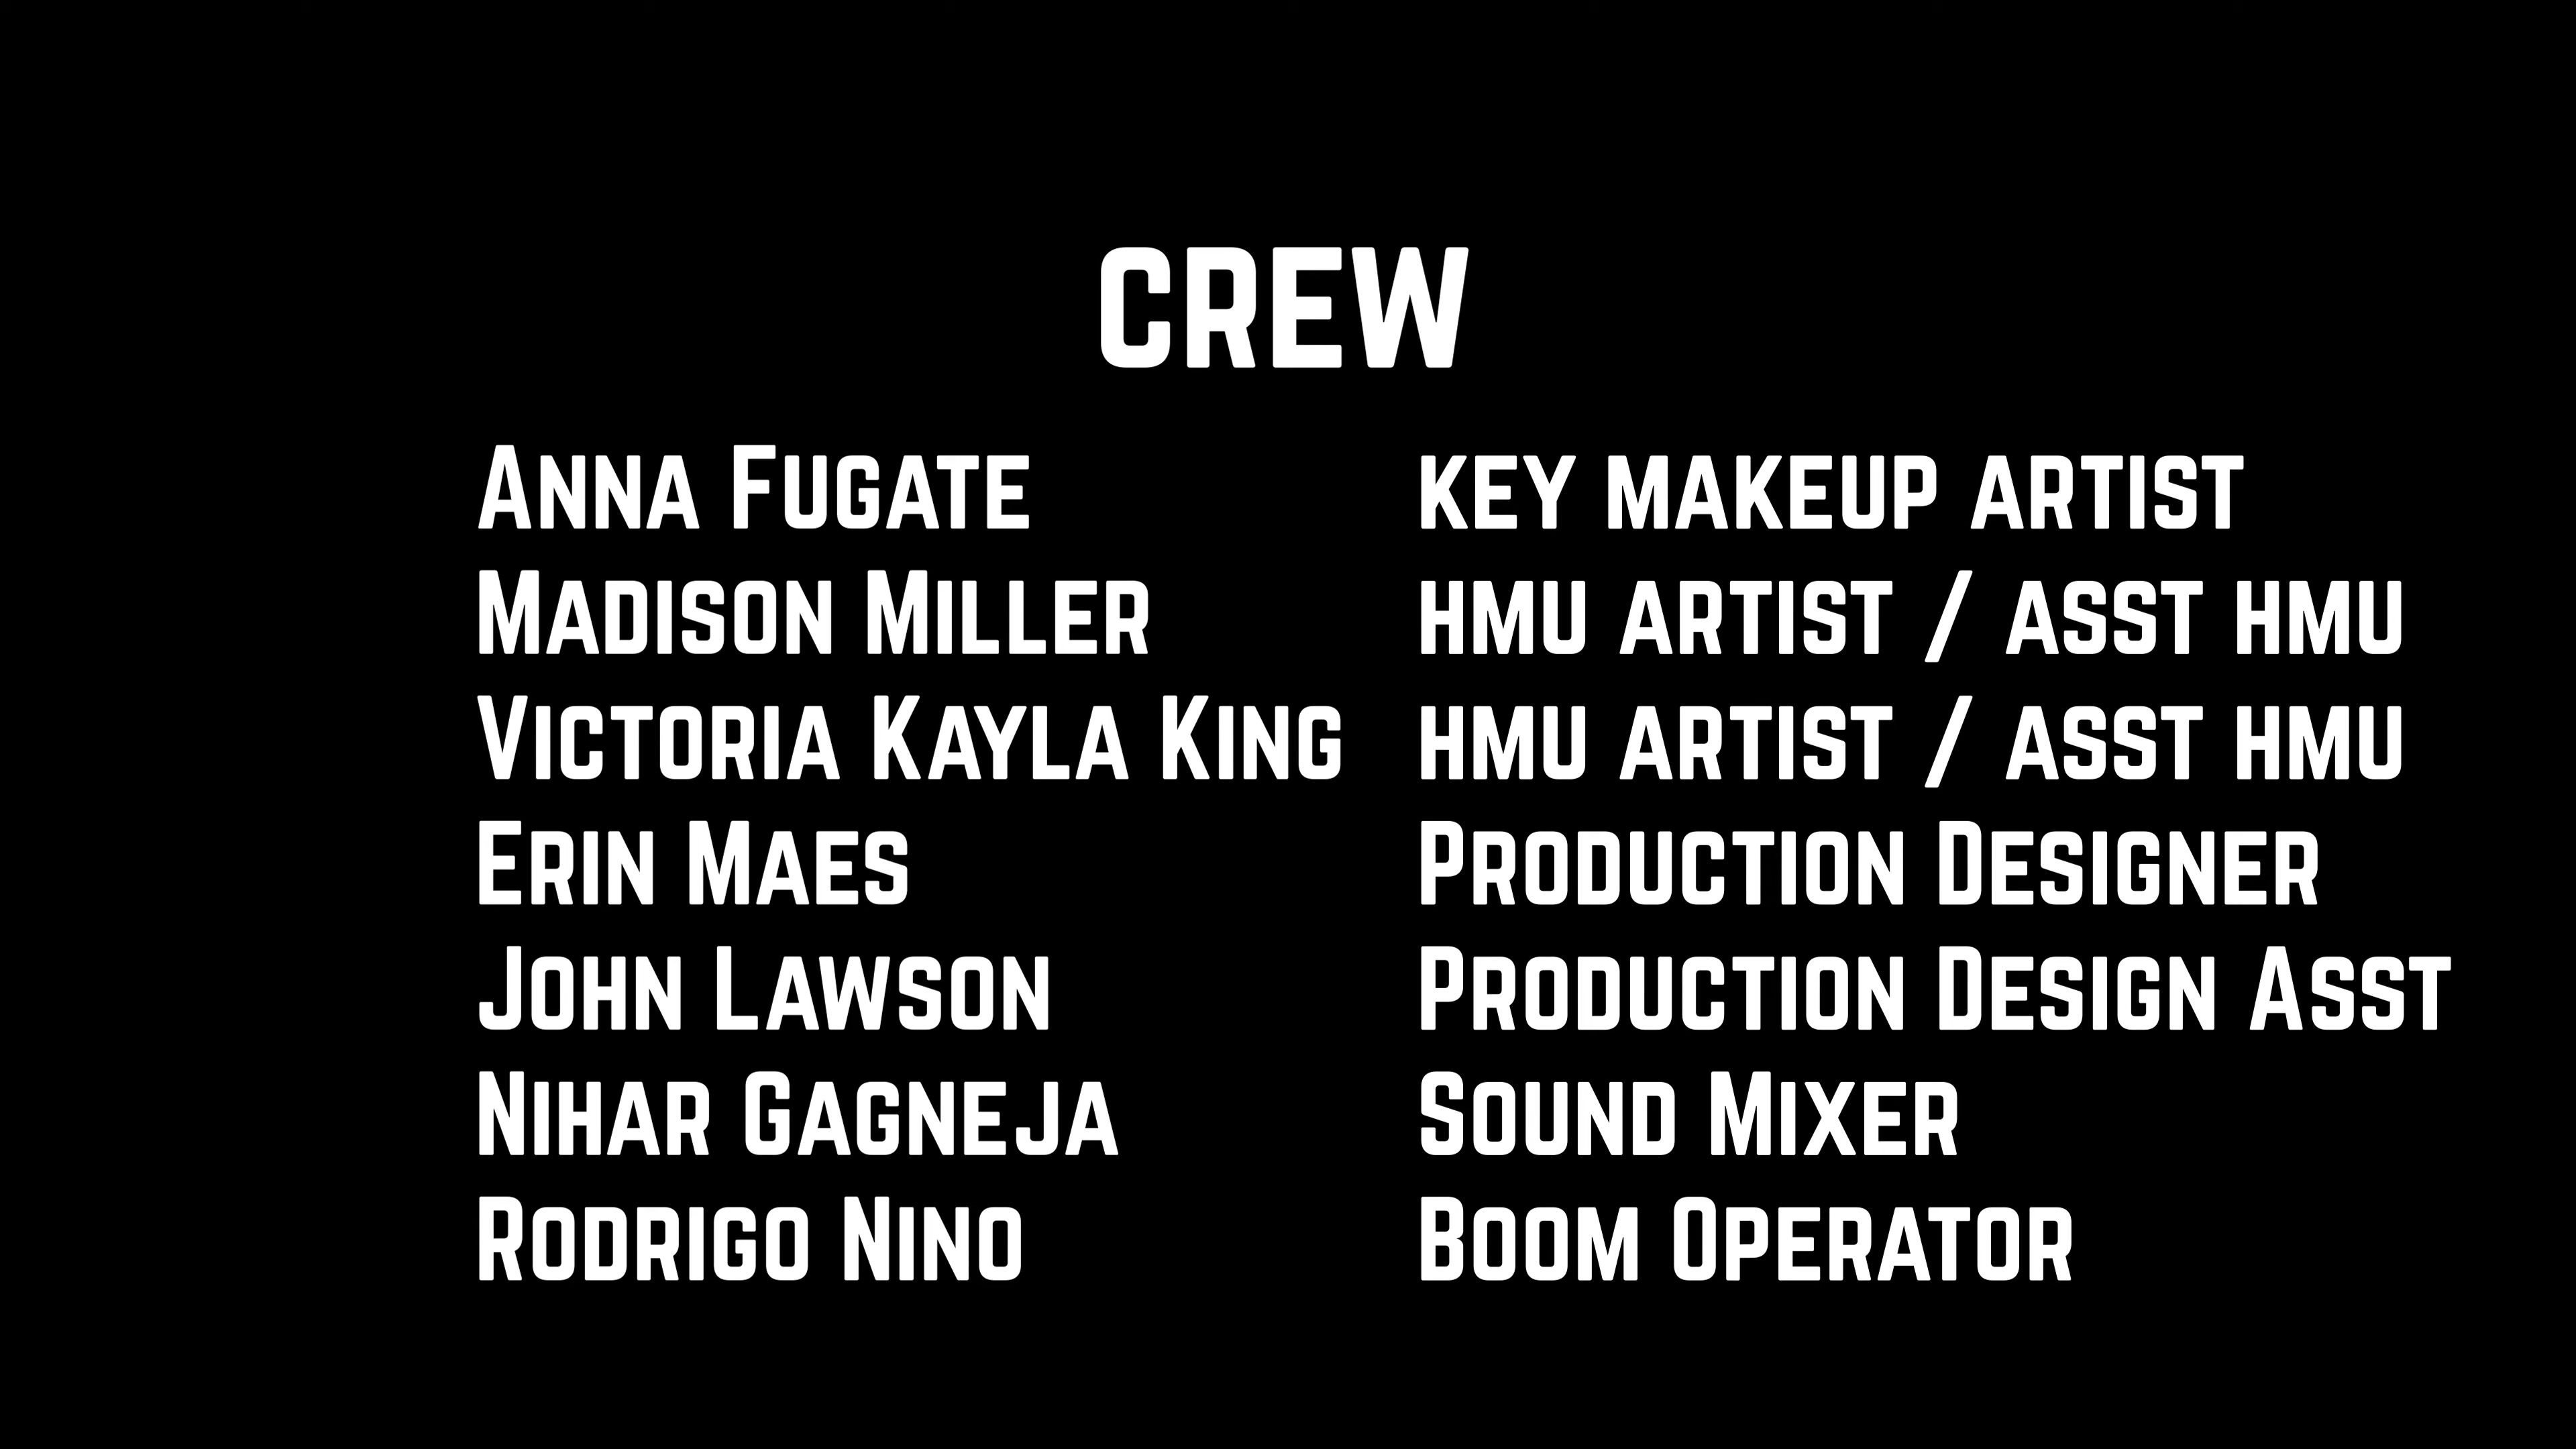 CREW
Anna Fugate key makeup artist
Madison Miller hmu artist / asst hmu
Victoria Kayla King hmu artist / asst hmu
Erin Maes Production Designer
John Lawson Production Design Asst
Nihar Gagneja Sound Mixer
Rodrigo Nino Boom Operator